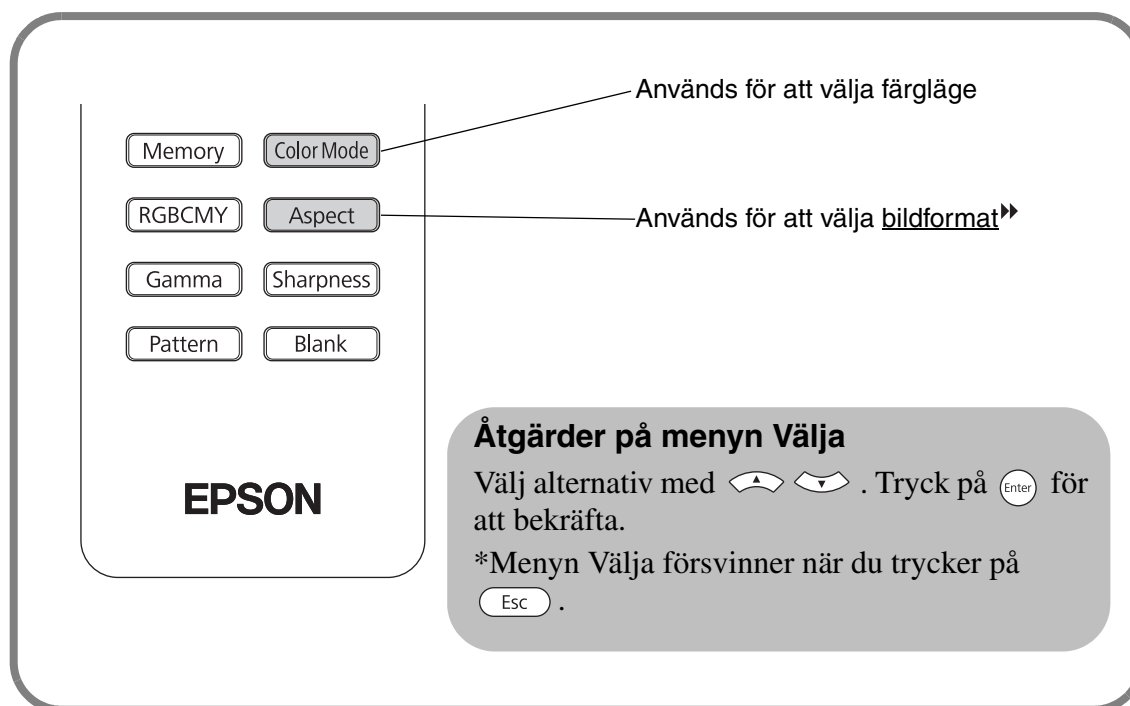 Används för att välja färgläge
Memory Color Mode
Används för att välja bildformat
RGBCMY Aspect
Gamma Sharpness
Pattern Blank
EPSON
Åtgärder på menyn Välja
Välj alternativ med . Tryck på Enter för
att bekräfta.
*Menyn Välja försvinner när du trycker på
Esc .